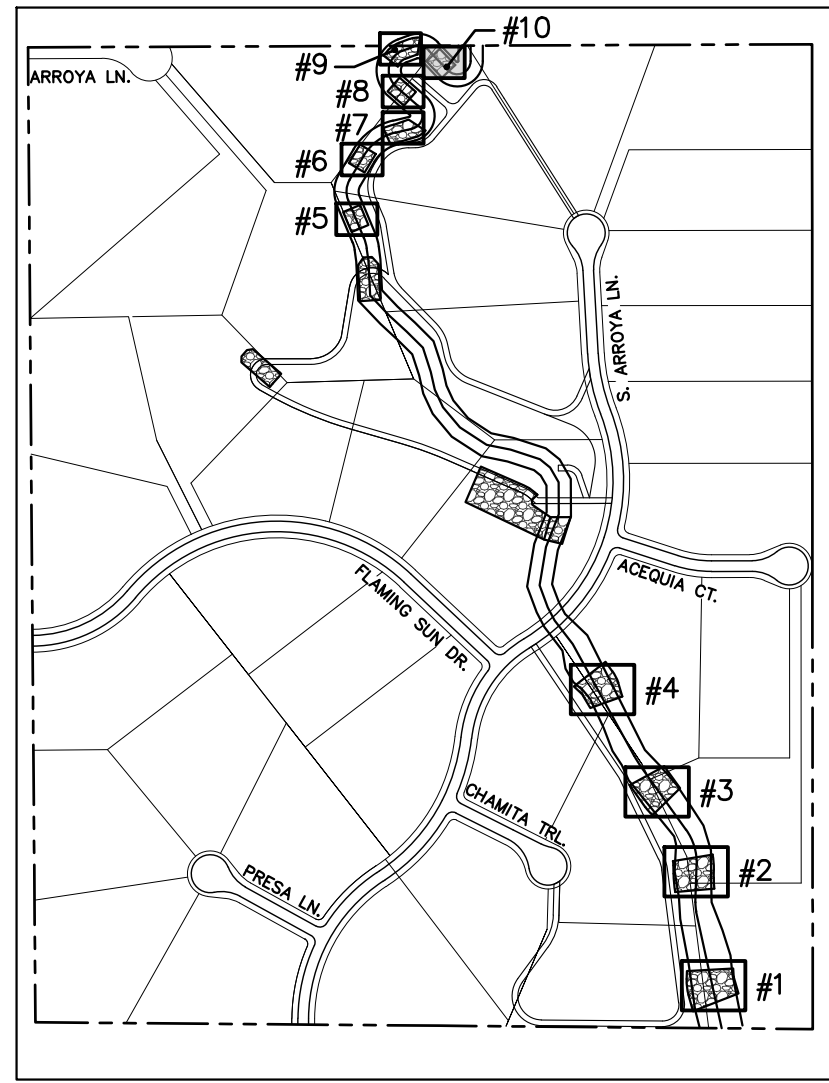 #10
#9
ARROYA LN.
#8
#7
#6
#5
S. ARROYA LN.
FLAMING SUN DR.
ACEQUIA CT.
#4
#3
CHAMITA TRL.
#2
PRESA LN.
#1